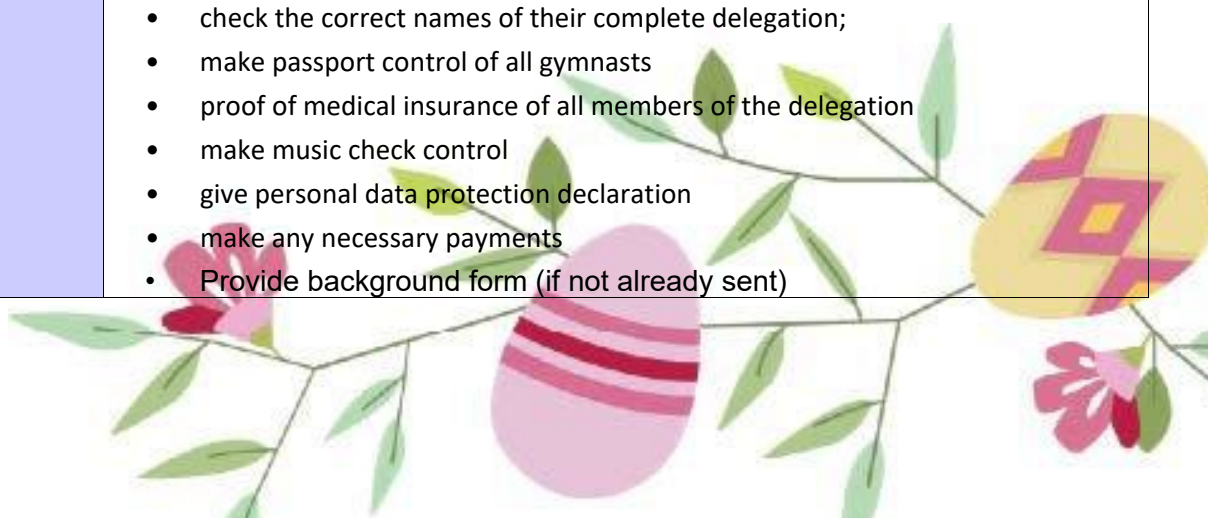 • check the correct names of their complete delegation;
• make passport control of all gymnasts
• proof of medical insurance of all members of the delegation
• make music check control
• give personal data protection declaration
• make any necessary payments
• Provide background form (if not already sent)